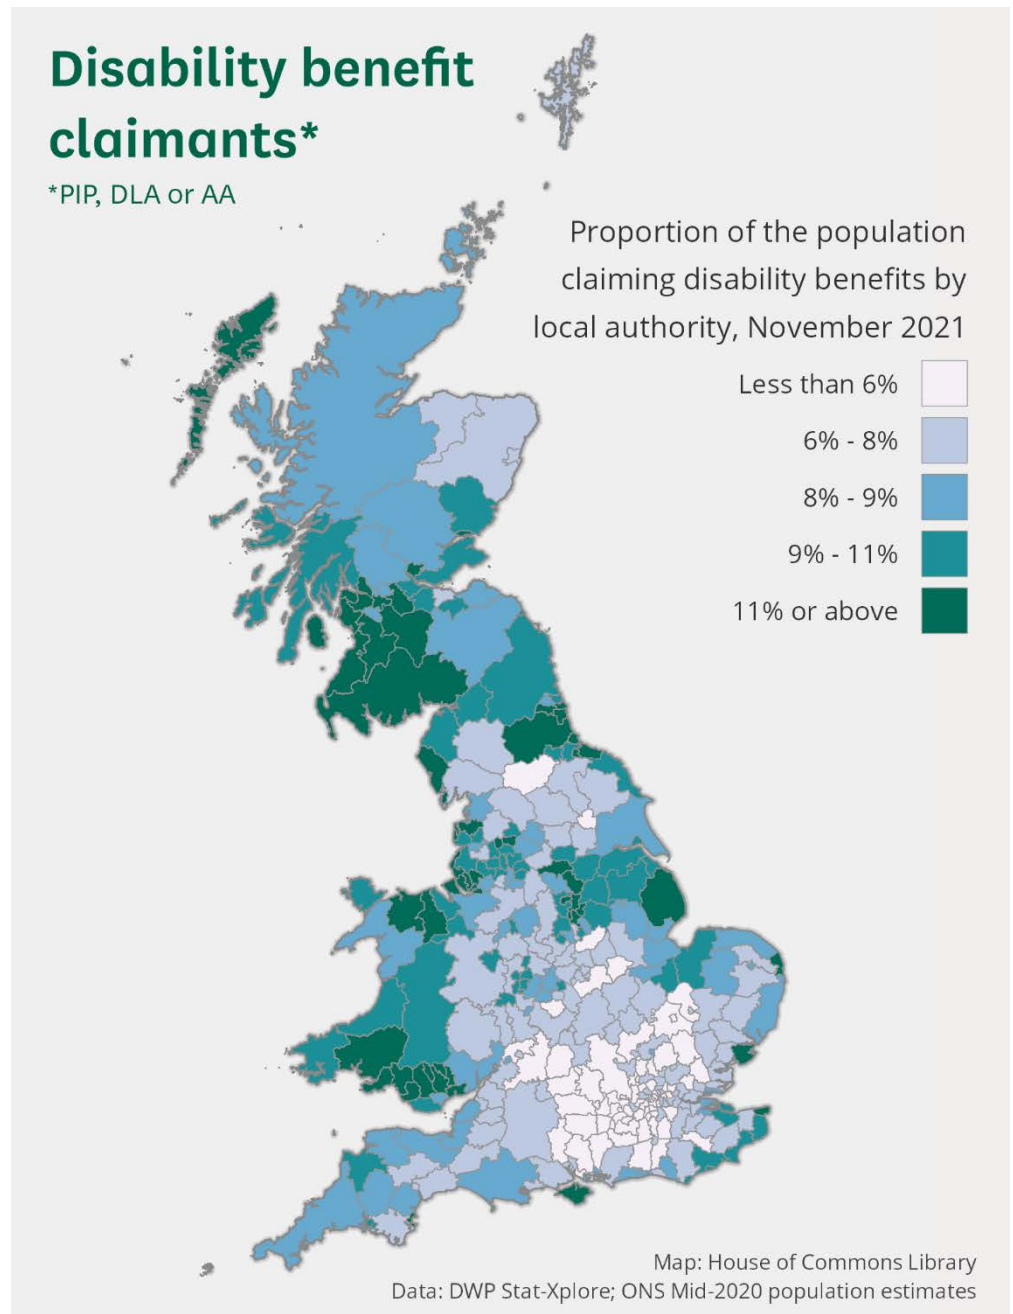 Disability benefit
claimants*
*PIP, DLA or AA
Proportion of the population
claiming disability benefits by
local authority, November 2021
Less than 6%
6% - 8%
8% - 9%
9% - 11%
11% or above
Map: House of Commons Library
Data: DWP Stat-Xplore; ONS Mid-2020 population estimates